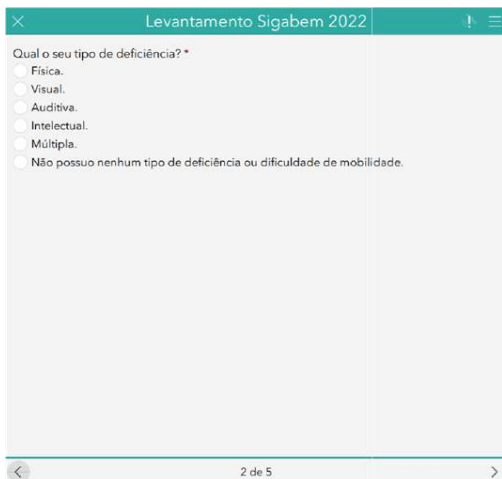 Levantamento Sigabem 2022
Qual o seu tipo de deficiência? *
Física.
Visual.
Auditiva.
Intelectual.
Múltipla.
Não possuo nenhum tipo de deficiência ou dificuldade de mobilidade.
2 de 5